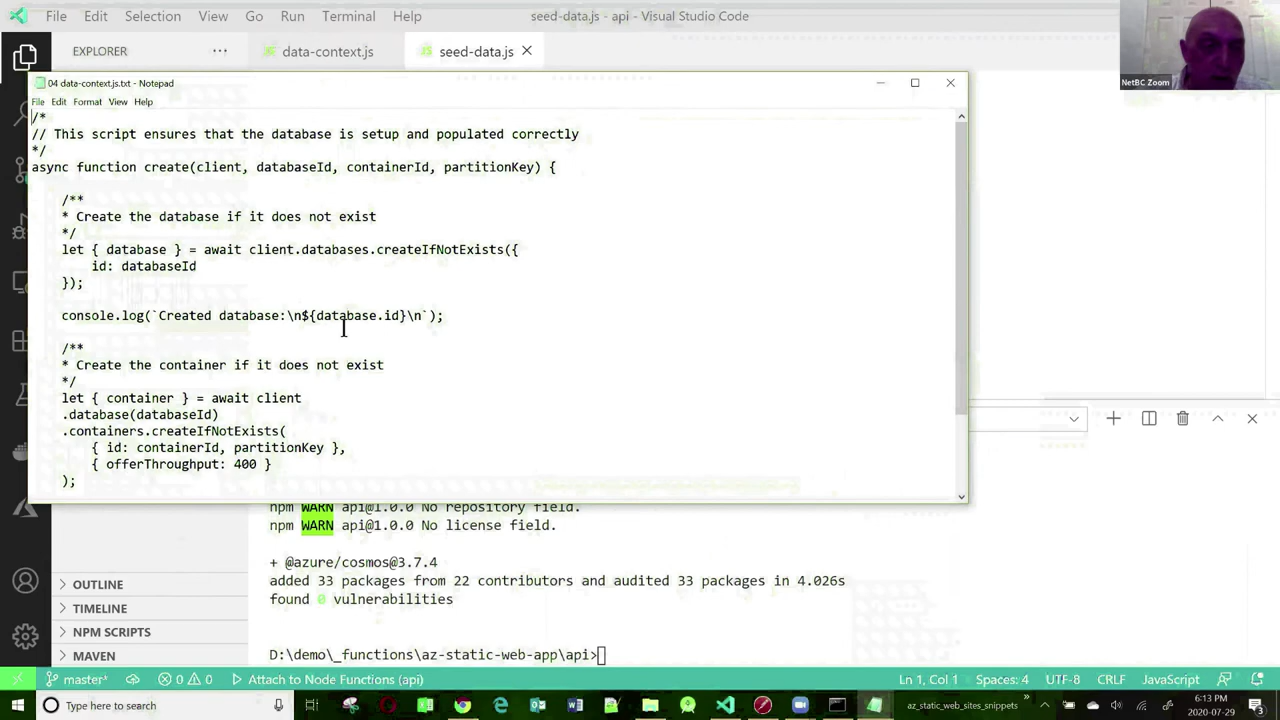 File Edit Selection View Go Run Terminal Help
seed-data.js - api - Visual Studio Code
EXPLORER
data-context.js
JS seed-data.js
NetBC Zoom
04 data-context.js.txt - Notepad
File Edit Format View Help
/*
// This script ensures that the database is setup and populated correctly
*/
async function create(client, databaseId, containerId, partitionKey) {
/**
* Create the database if it does not exist
*/
let { database } = await client.databases.createIfNotExists({
id: databaseId
});
console.log(`Created database:\n${database.id}\n`);
/**
* Create the container if it does not exist
*/
let { container } = await client
.database(databaseId)
.containers.createIfNotExists(
{ id: containerId, partitionKey },
{ offerThroughput: 400 }
);
npm WARN api@1.0.0 No repository field.
npm WARN api@1.0.0 No license field.
+ @azure/cosmos@3.7.4
added 33 packages from 22 contributors and audited 33 packages in 4.026s
found 0 vulnerabilities
D:\demo\_functions\az-static-web-app\api>
OUTLINE
TIMELINE
NPM SCRIPTS
MAVEN
master* 0 0 Attach to Node Functions (api) Ln 1, Col 1 Spaces: 4 UTF-8 CRLF JavaScript
Type here to search
az_static_web_sites_snippets
6:13 PM
2020-07-29
3